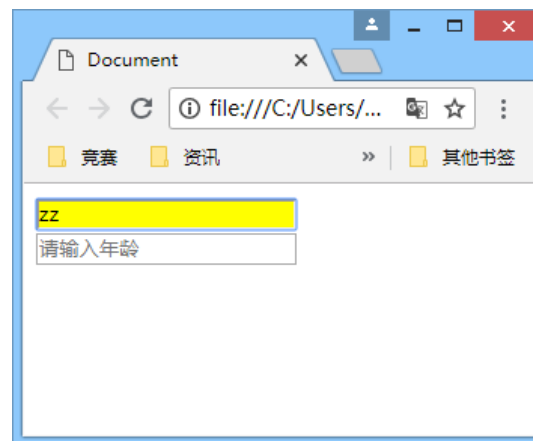 Document
file:///C:/Users/...
竞赛
资讯
»
其他书签
zz
请输入年龄